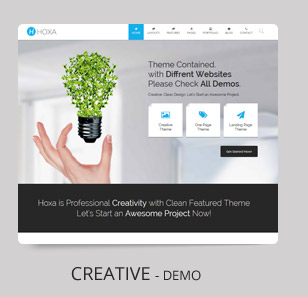 HOXA
HOME LAYOUTS FEATURES PAGES PORTFOLIO BLOG CONTACT
Theme Contained,
with Diffrent Websites
Please Check All Demos.
Creative Clean Design Let's Start an Awesome Project
Creative
Theme
One Page
Theme
Landing Page
Theme
Get Started Now!
Hoxa is Professional Creativity with Clean Featured Theme
Let's Start an Awesome Project Now!
CREATIVE - DEMO